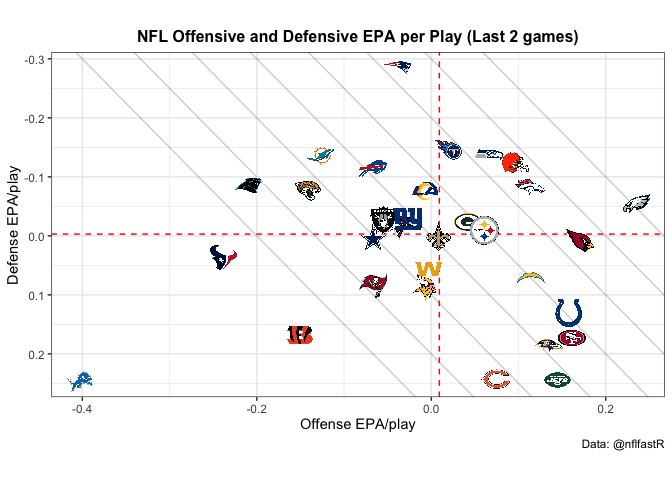 NFL Offensive and Defensive EPA per Play (Last 2 games)
-0.3
-0.2
-0.1
0.0
0.1
0.2
Defense EPA/play
-0.4
-0.2
0.0
0.2
Offense EPA/play
Data: @nflfastR